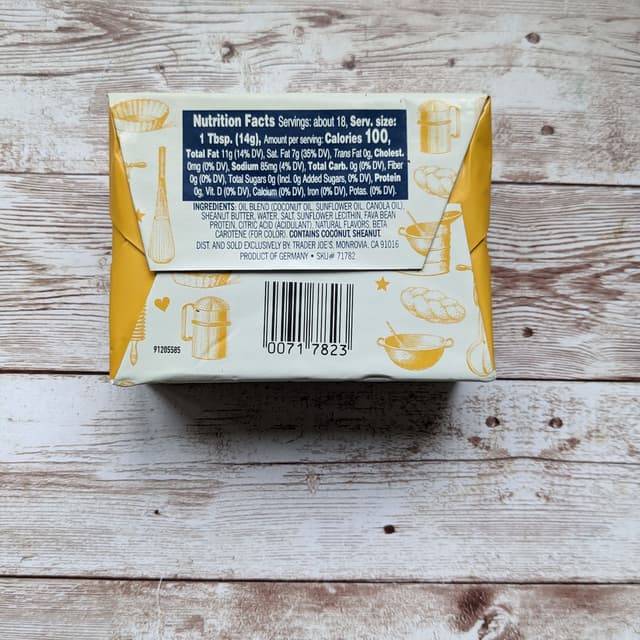 Nutrition Facts Servings: about 18, Serv. size:
1 Tbsp. (14g), Amount per serving: Calories 100,
Total Fat 11g (14% DV), Sat. Fat 7g (35% DV), Trans Fat 0g, Cholest.
0mg (0% DV), Sodium 85mg (4% DV), Total Carb. 0g (0% DV), Fiber
0g (0% DV), Total Sugars 0g (Incl. 0g Added Sugars, 0% DV), Protein
0g, Vit. D (0% DV), Calcium (0% DV), Iron (0% DV), Potas. (0% DV).
INGREDIENTS: OIL BLEND (COCONUT OIL, SUNFLOWER OIL, CANOLA OIL),
SHEANUT BUTTER, WATER, SALT, SUNFLOWER LECITHIN, FAVA BEAN
PROTEIN, CITRIC ACID (ACIDULANT), NATURAL FLAVORS, BETA
CAROTENE (FOR COLOR). CONTAINS COCONUT, SHEANUT.
DIST. AND SOLD EXCLUSIVELY BY: TRADER JOE'S, MONROVIA, CA 91016
PRODUCT OF GERMANY • SKU# 71782
91205585
0071 7823